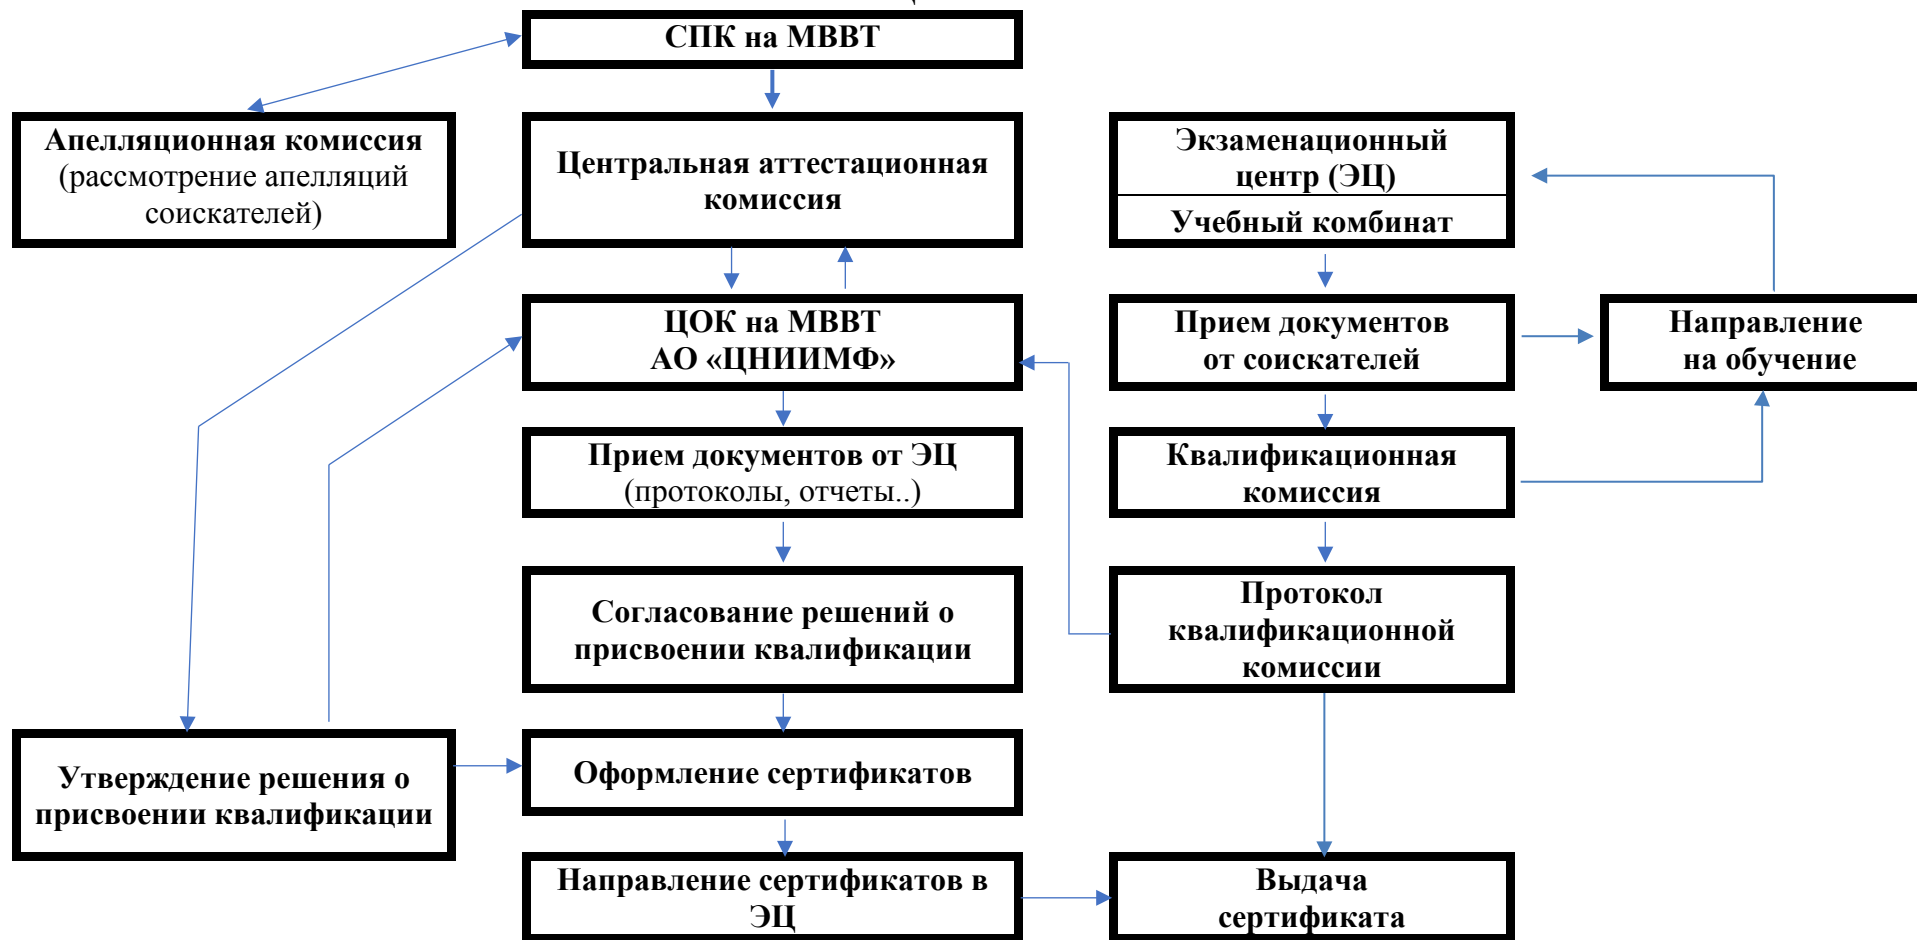 СПК на МВВТ
Апелляционная комиссия
(рассмотрение апелляций
соискателей)
Центральная аттестационная
комиссия
Экзаменационный
центр (ЭЦ)
Учебный комбинат
ЦОК на МВВТ
АО «ЦНИИМФ»
Прием документов
от соискателей
Направление
на обучение
Прием документов от ЭЦ
(протоколы, отчеты..)
Квалификационная
комиссия
Согласование решений о
присвоении квалификации
Протокол
квалификационной
комиссии
Утверждение решения о
присвоении квалификации
Оформление сертификатов
Направление сертификатов в
ЭЦ
Выдача
сертификата